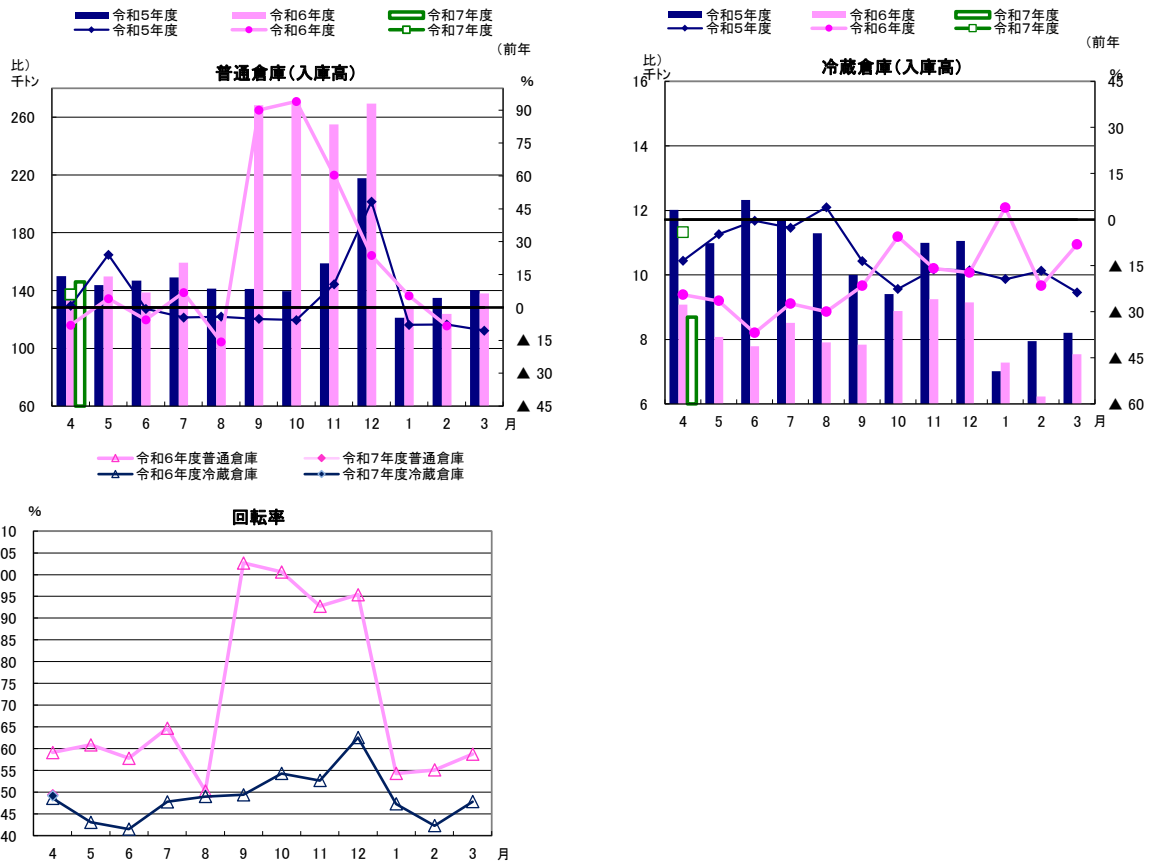 令和5年度 令和6年度 令和7年度
令和5年度 令和6年度 令和7年度
(前年
比)
千トン
普通倉庫(入庫高)
%
260
220
180
140
100
60
90
75
60
45
30
15
0
▲ 15
▲ 30
▲ 45
4 5 6 7 8 9 10 11 12 1 2 3 月
令和5年度 令和6年度 令和7年度
令和5年度 令和6年度 令和7年度
(前年
比)
千トン
冷蔵倉庫(入庫高)
%
16
14
12
10
8
6
45
30
15
0
▲ 15
▲ 30
▲ 45
▲ 60
4 5 6 7 8 9 10 11 12 1 2 3 月
令和6年度普通倉庫 令和7年度普通倉庫
令和6年度冷蔵倉庫 令和7年度冷蔵倉庫
%
回転率
10
05
00
95
90
85
80
75
70
65
60
55
50
45
40
4 5 6 7 8 9 10 11 12 1 2 3 月